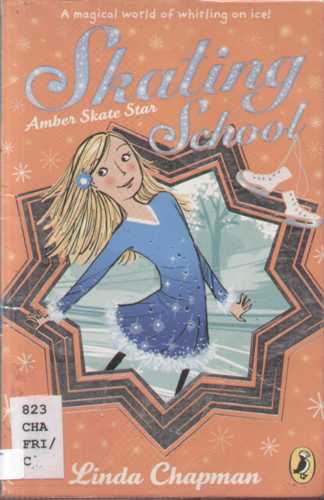 A magical world of whirling on ice!
Skating
Amber Skate Star
School
823
CHA
FRI/
C
Linda Chapman